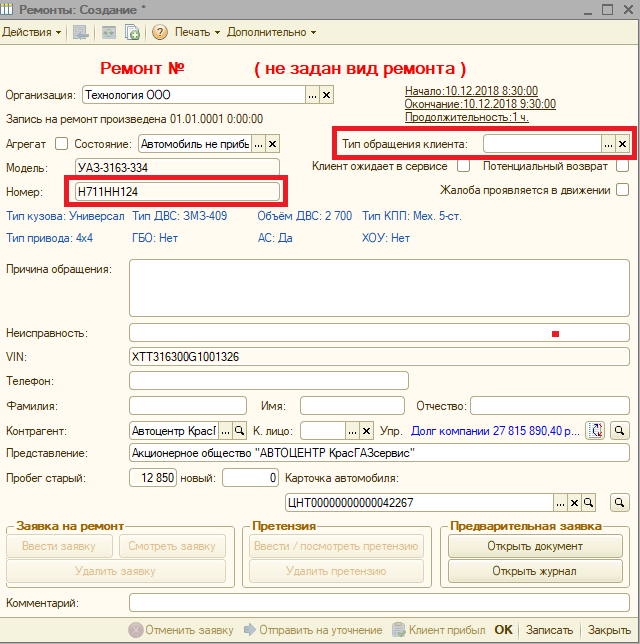 Ремонты: Создание *
Действия Печать Дополнительно
Ремонт № ( не задан вид ремонта )
Организация: Технология ООО ... x
Начало:10.12.2018 8:30:00
Окончание:10.12.2018 9:30:00
Запись на ремонт произведена 01.01.0001 0:00:00
Продолжительность:1 ч.
Агрегат Состояние: Автомобиль не прибь ... x Тип обращения клиента: ... x
Модель: УАЗ-3163-334 Клиент ожидает в сервисе Потенциальный возврат
Номер: Н711НН124 Жалоба проявляется в движении
Тип кузова: Универсал Тип ДВС: ЗМЗ-409 Объём ДВС: 2 700 Тип КПП: Мех. 5-ст.
Тип привода: 4x4 ГБО: Нет АС: Да ХОУ: Нет
Причина обращения:
Неисправность:
VIN: XTT316300G1001326
Телефон:
Фамилия: Имя: Отчество:
Контрагент: Автоцентр КрасГ ... К. лицо: ... x Упр. Долг компании 27 815 890,40 р...
Представление: Акционерное общество "АВТОЦЕНТР КрасГАЗсервис"
Пробег старый: 12 850 новый: 0 Карточка автомобиля:
ЦНТ00000000000042267 ... x
Заявка на ремонт Претензия Предварительная заявка
Ввести заявку Смотреть заявку Ввести / посмотреть претензию Открыть документ
Удалить заявку Удалить претензию Открыть журнал
Комментарий:
Отменить заявку Отправить на уточнение Клиент прибыл OK Записать Закрыть